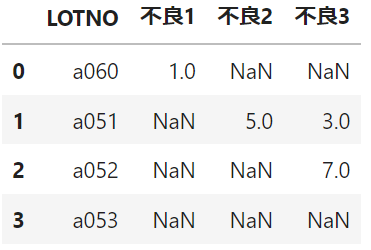 LOTNO 不良1 不良2 不良3
0 a060 1.0 NaN NaN
1 a051 NaN 5.0 3.0
2 a052 NaN NaN 7.0
3 a053 NaN NaN NaN